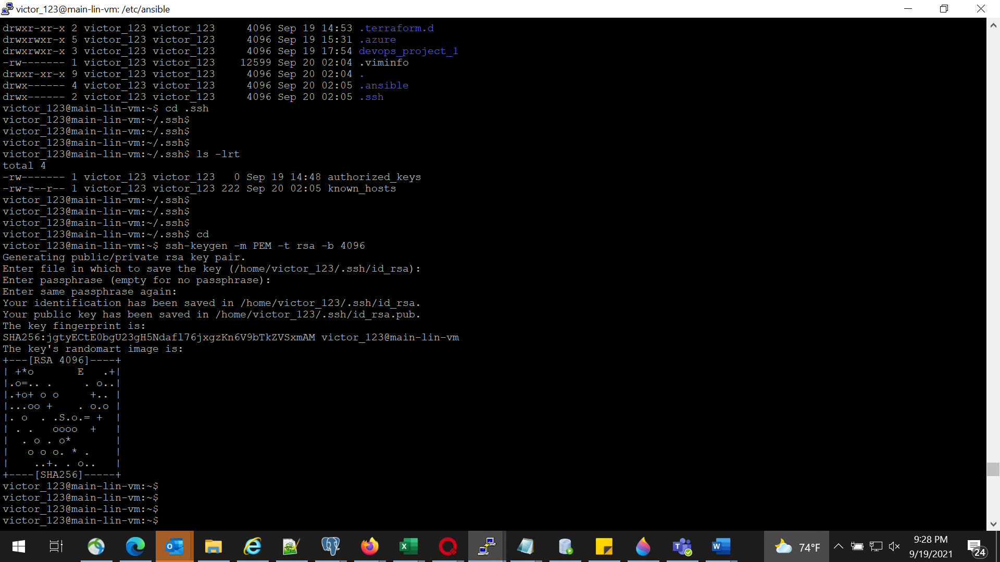 victor_123@main-lin-vm: /etc/ansible
drwxr-xr-x 2 victor_123 victor_123     4096 Sep 19 14:53 .terraform.d
drwxrwxr-x 5 victor_123 victor_123     4096 Sep 19 15:31 .azure
drwxrwxr-x 3 victor_123 victor_123     4096 Sep 19 17:54 devops_project_1
-rw------- 1 victor_123 victor_123    12599 Sep 20 02:04 .viminfo
drwxr-xr-x 9 victor_123 victor_123     4096 Sep 20 02:04 .
drwx------ 4 victor_123 victor_123     4096 Sep 20 02:05 .ansible
drwx------ 2 victor_123 victor_123     4096 Sep 20 02:05 .ssh
victor_123@main-lin-vm:~$ cd .ssh
victor_123@main-lin-vm:~/.ssh$
victor_123@main-lin-vm:~/.ssh$
victor_123@main-lin-vm:~/.ssh$
victor_123@main-lin-vm:~/.ssh$ ls -lrt
total 4
-rw------- 1 victor_123 victor_123   0 Sep 19 14:48 authorized_keys
-rw-r--r-- 1 victor_123 victor_123 222 Sep 20 02:05 known_hosts
victor_123@main-lin-vm:~/.ssh$
victor_123@main-lin-vm:~/.ssh$
victor_123@main-lin-vm:~/.ssh$
victor_123@main-lin-vm:~/.ssh$ cd
victor_123@main-lin-vm:~$ ssh-keygen -m PEM -t rsa -b 4096
Generating public/private rsa key pair.
Enter file in which to save the key (/home/victor_123/.ssh/id_rsa):
Enter passphrase (empty for no passphrase):
Enter same passphrase again:
Your identification has been saved in /home/victor_123/.ssh/id_rsa.
Your public key has been saved in /home/victor_123/.ssh/id_rsa.pub.
The key fingerprint is:
SHA256:jgtyECtE0bgU23gH5Ndafl76jxgzKn6V9bTkZVSxmAM victor_123@main-lin-vm
The key's randomart image is:
+---[RSA 4096]----+
| +*o       E   .+|
|.o=.. .     . o..|
|.+o+ o o     +.. |
|...oo +    . o.o |
|. o  . .S.o.= +  |
| . .   oooo  +   |
|  . o . o*       |
|   o o o. * .    |
|    ..+. . o..   |
+----[SHA256]-----+
victor_123@main-lin-vm:~$
victor_123@main-lin-vm:~$
victor_123@main-lin-vm:~$
victor_123@main-lin-vm:~$
74°F
9:28 PM
9/19/2021
24